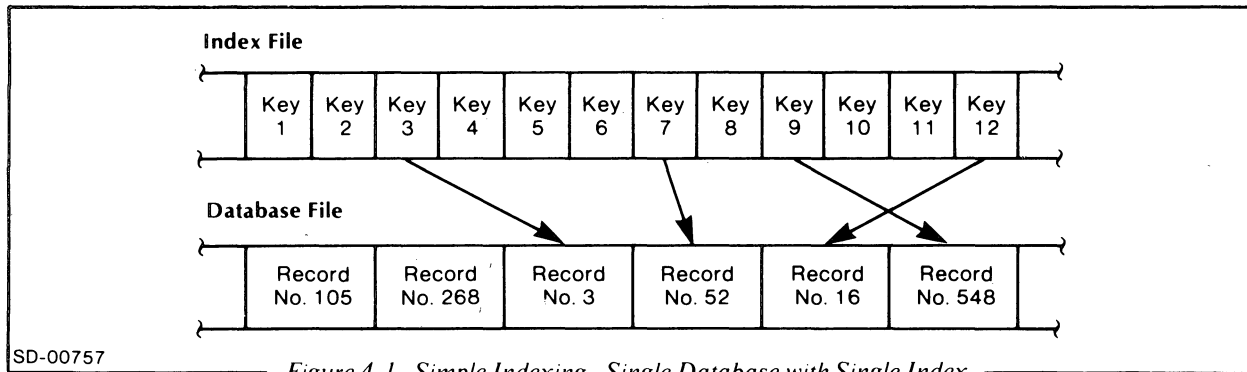 Index File
Key Key Key Key Key Key Key Key Key Key Key Key
1 2 3 4 5 6 7 8 9 10 11 12
Database File
Record Record Record Record Record Record
No. 105 No. 268 No. 3 No. 52 No. 16 No. 548
SD-00757
Figure 4-1. Simple Indexing - Single Database with Single Index